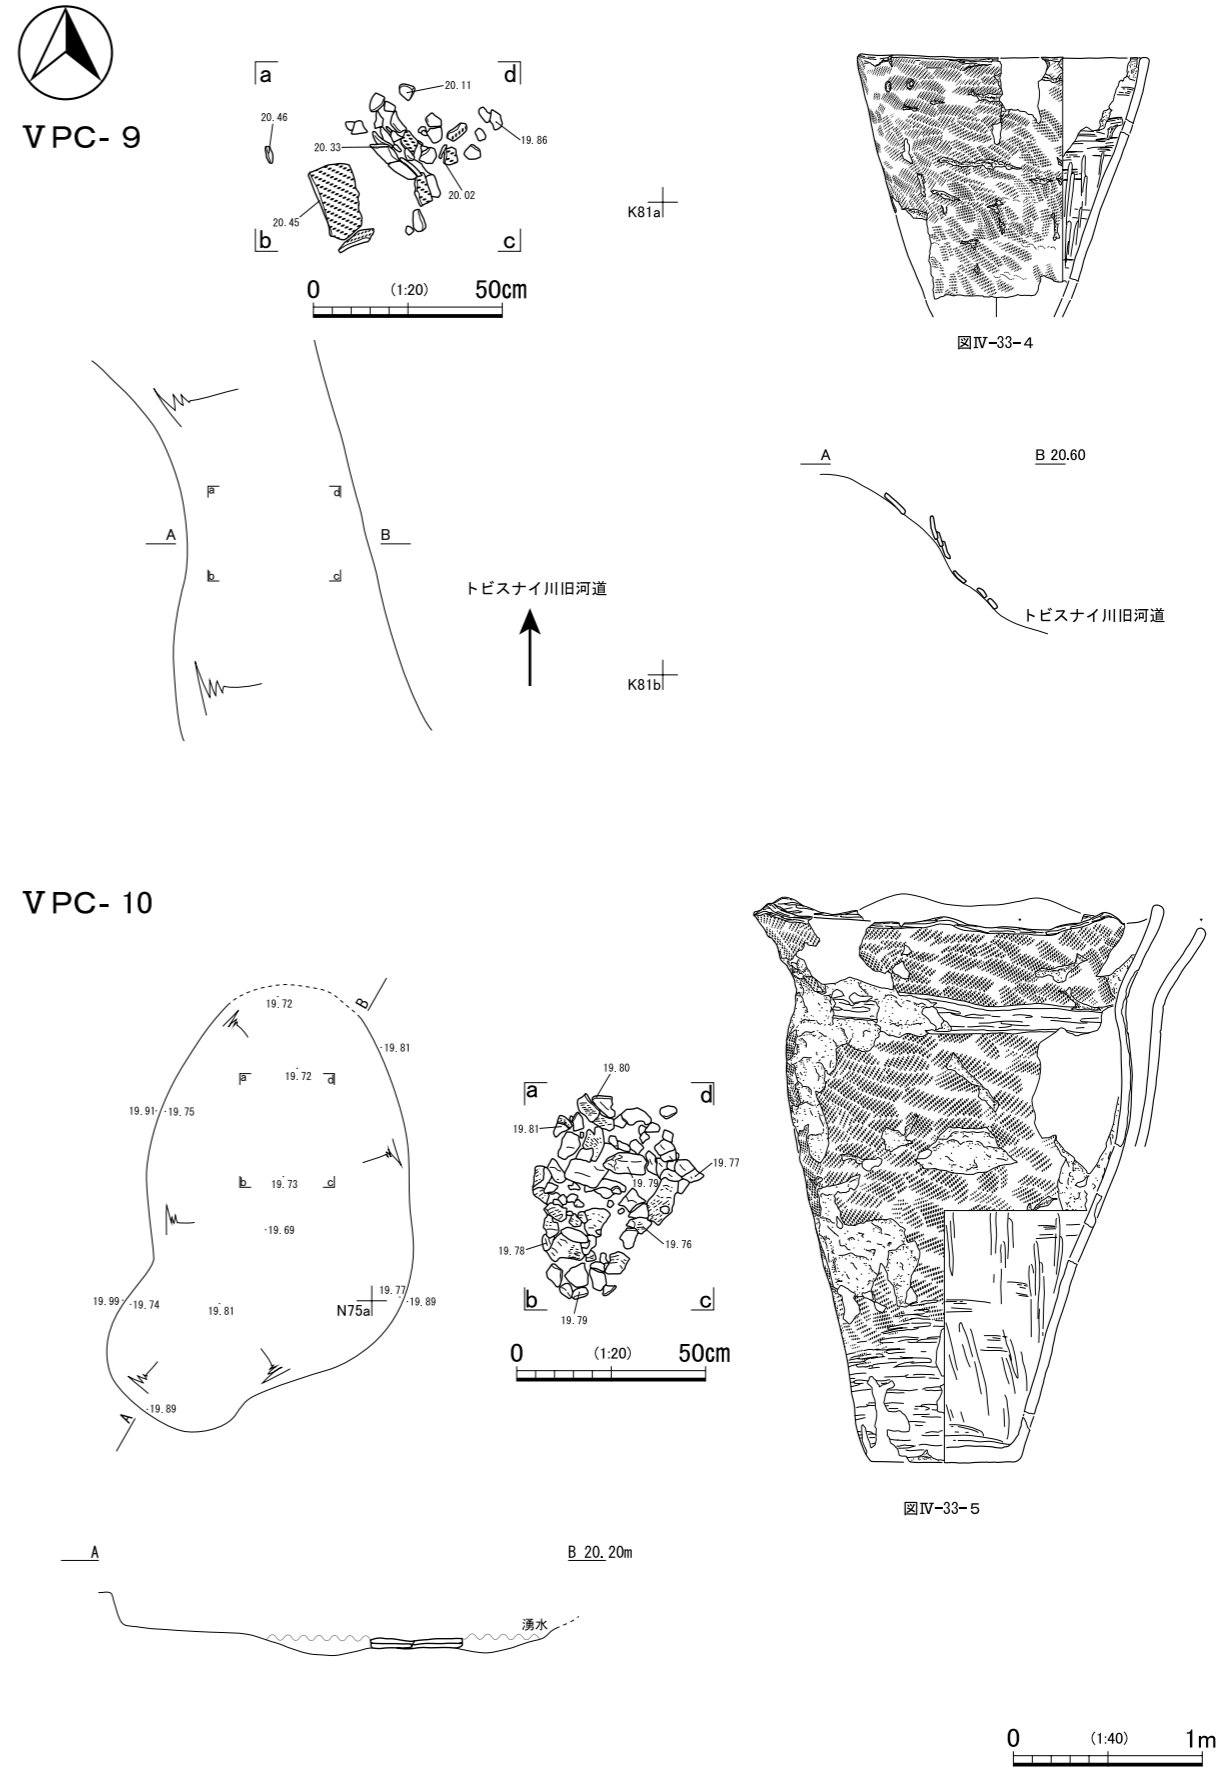 Ⅴ PC- 9
a
d
20.11
20.46
20.33
19.86
20.02
20.45
b
c
K81a
0 (1:20) 50cm
図Ⅳ-33-4
A
B 20.60
a
d
A
B
b
c
トビスナイ川旧河道
トビスナイ川旧河道
K81b
Ⅴ PC- 10
B
19.72
19.81
a
19.72
d
19.91
19.75
b
19.73
c
19.69
19.99
19.74
19.81
19.77
N75a
19.89
A
19.89
19.80
a
d
19.81
19.77
19.79
19.78
19.76
b
c
19.79
0 (1:20) 50cm
図Ⅳ-33-5
A
B 20.20m
湧水
0 (1:40) 1m